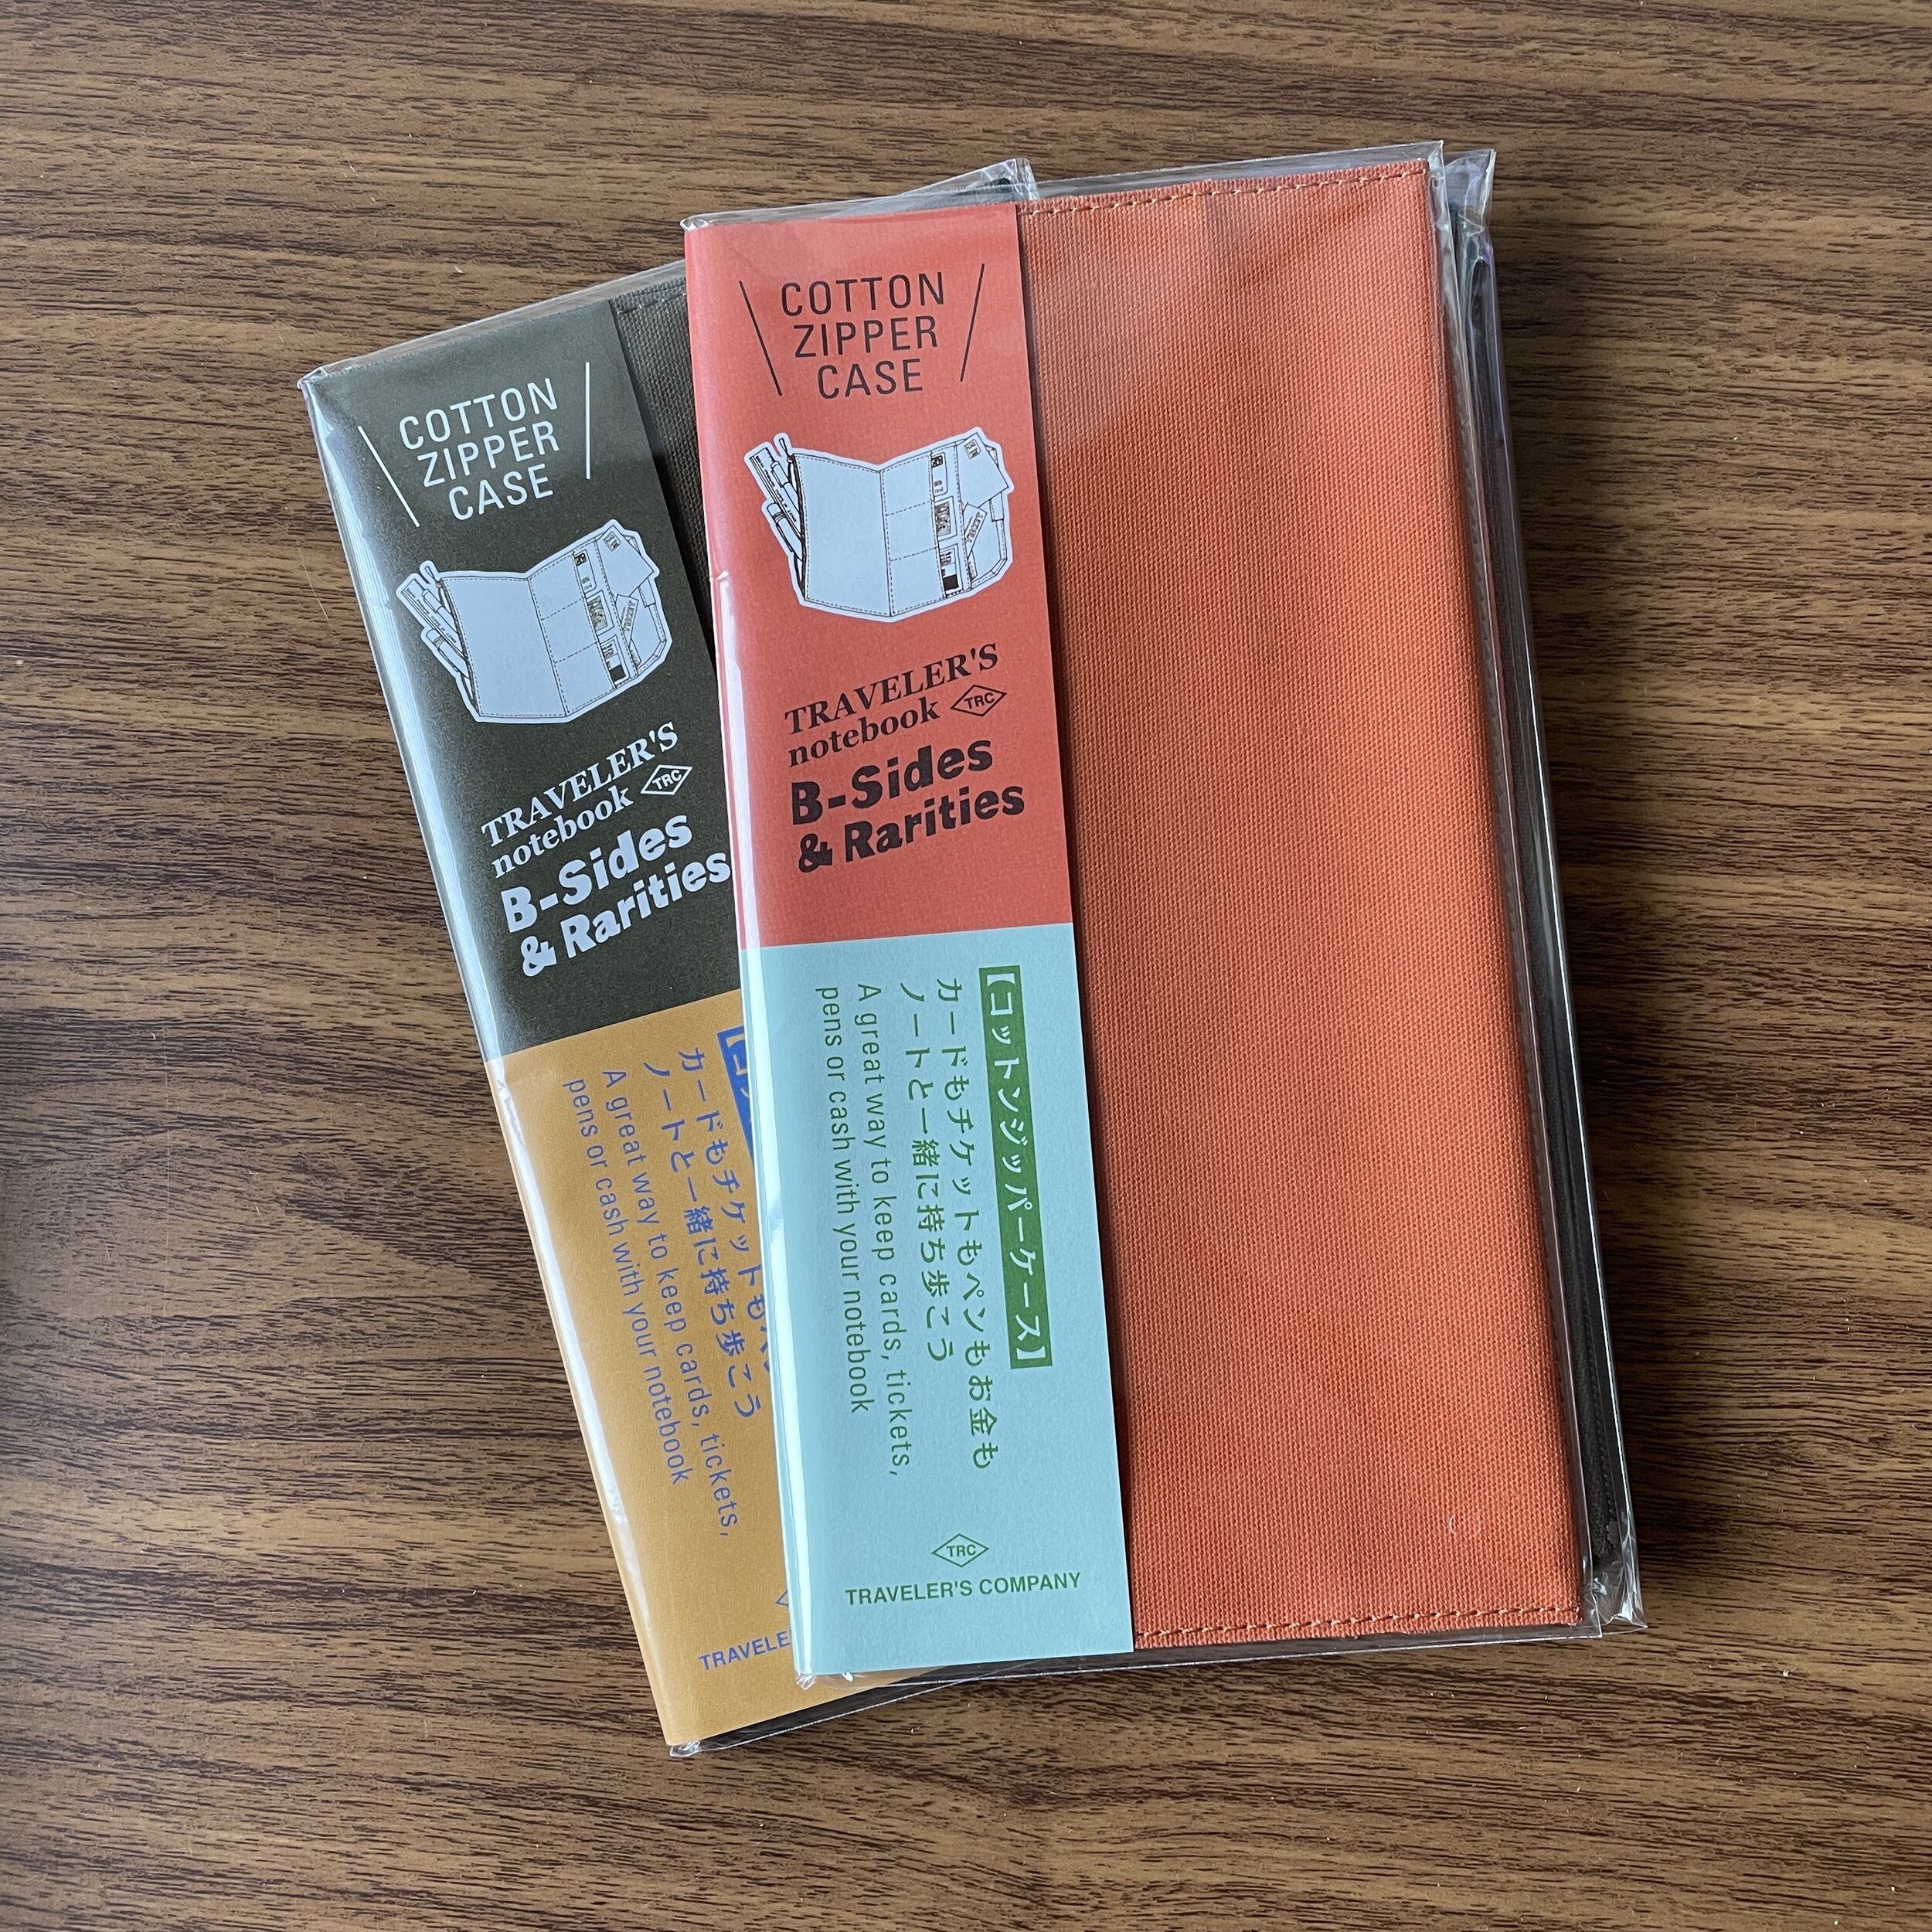 COTTON
ZIPPER
CASE
TRAVELER'S
notebook TRC
B-Sides
& Rarities
カードもチケットもペ
ノートと一緒に持ち歩こう
A great way to keep cards, tickets,
pens or cash with your notebook
COTTON
ZIPPER
CASE
TRAVELER'S
notebook TRC
B-Sides
& Rarities
【コットンジッパーケース】
カードもチケットもペンもお金も
ノートと一緒に持ち歩こう
A great way to keep cards, tickets,
pens or cash with your notebook
TRC
TRAVELER'S COMPANY